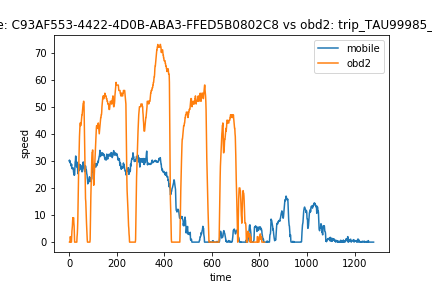 e: C93AF553-4422-4D0B-ABA3-FFED5B0802C8 vs obd2: trip_TAU99985_
mobile
obd2
70
60
50
40
30
20
10
0
speed
0 200 400 600 800 1000 1200
time